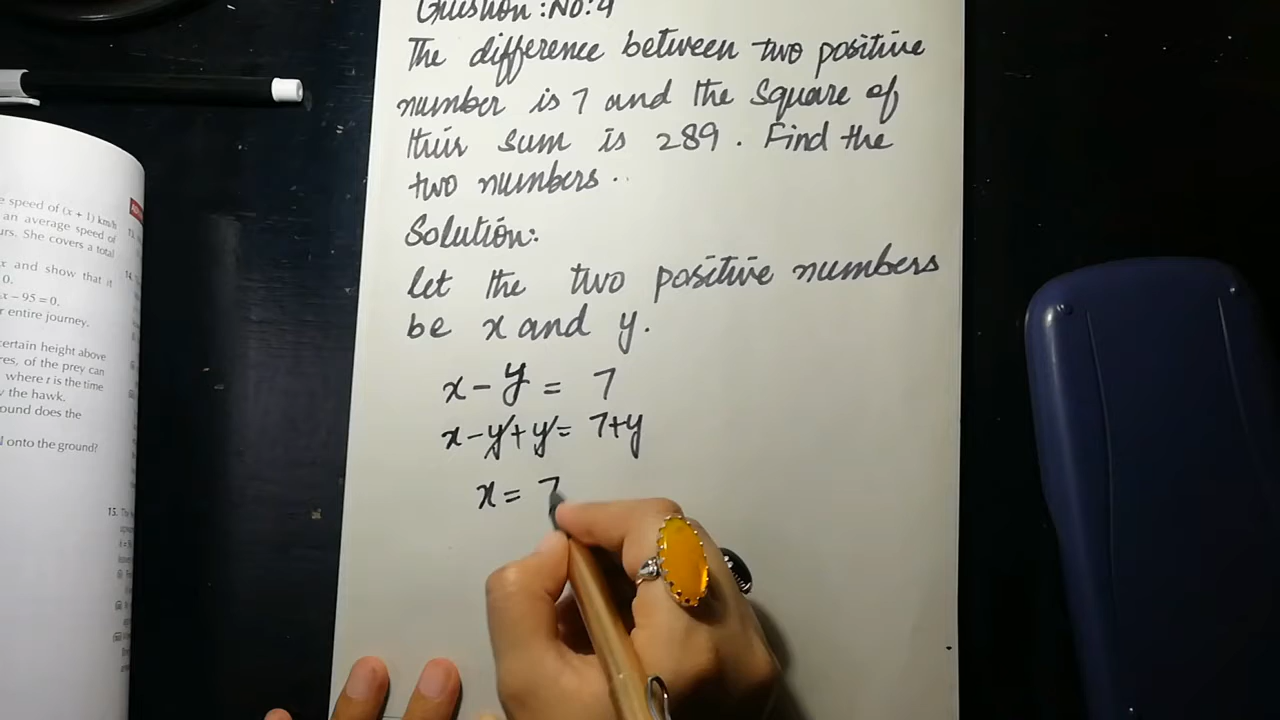 Question: No: 4
The difference between two positive
number is 7 and the square of
their sum is 289. Find the
two numbers..
Solution:
let the two positive numbers
be x and y.
x - y = 7
x - y + y = 7+y
x = 7
e speed of (x + 1) km/h
an average speed of
urs. She covers a total
x and show that it
0.
x − 95 = 0.
r entire journey.
ertain height above
res, of the prey can
where t is the time
y the hawk.
ound does the
l onto the ground?
15.